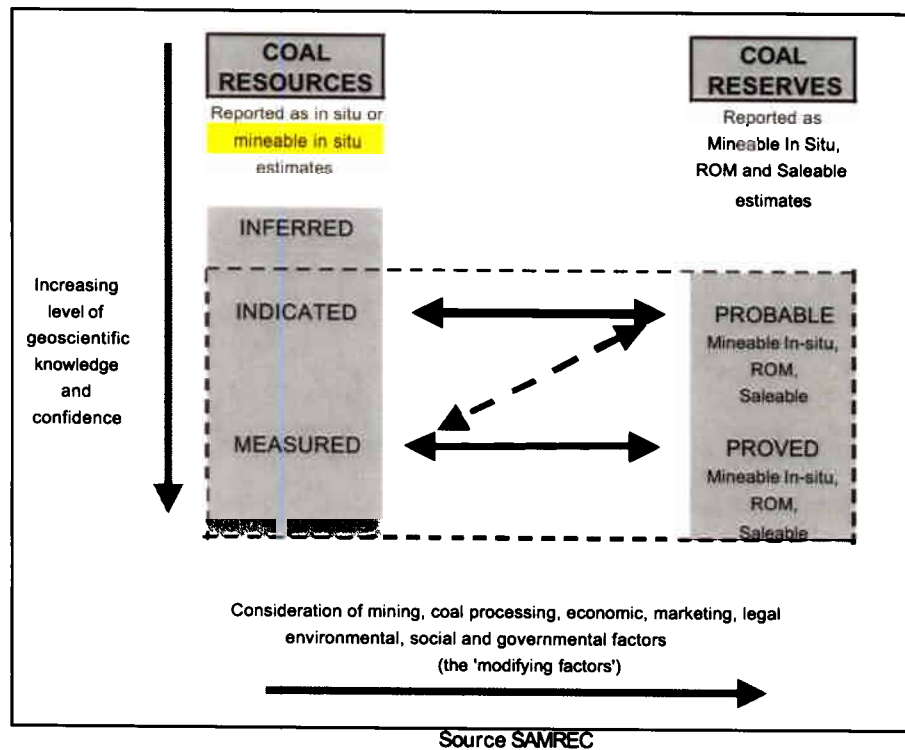 COAL
RESOURCES
Reported as in situ or
mineable in situ
estimates
COAL
RESERVES
Reported as
Mineable In Situ,
ROM and Saleable
estimates
INFERRED
Increasing
level of
geoscientific
knowledge
and
confidence
INDICATED
MEASURED
PROBABLE
Mineable In-situ,
ROM,
Saleable
PROVED
Mineable In-situ,
ROM,
Saleable
Consideration of mining, coal processing, economic, marketing, legal
environmental, social and governmental factors
(the 'modifying factors')
Source SAMREC